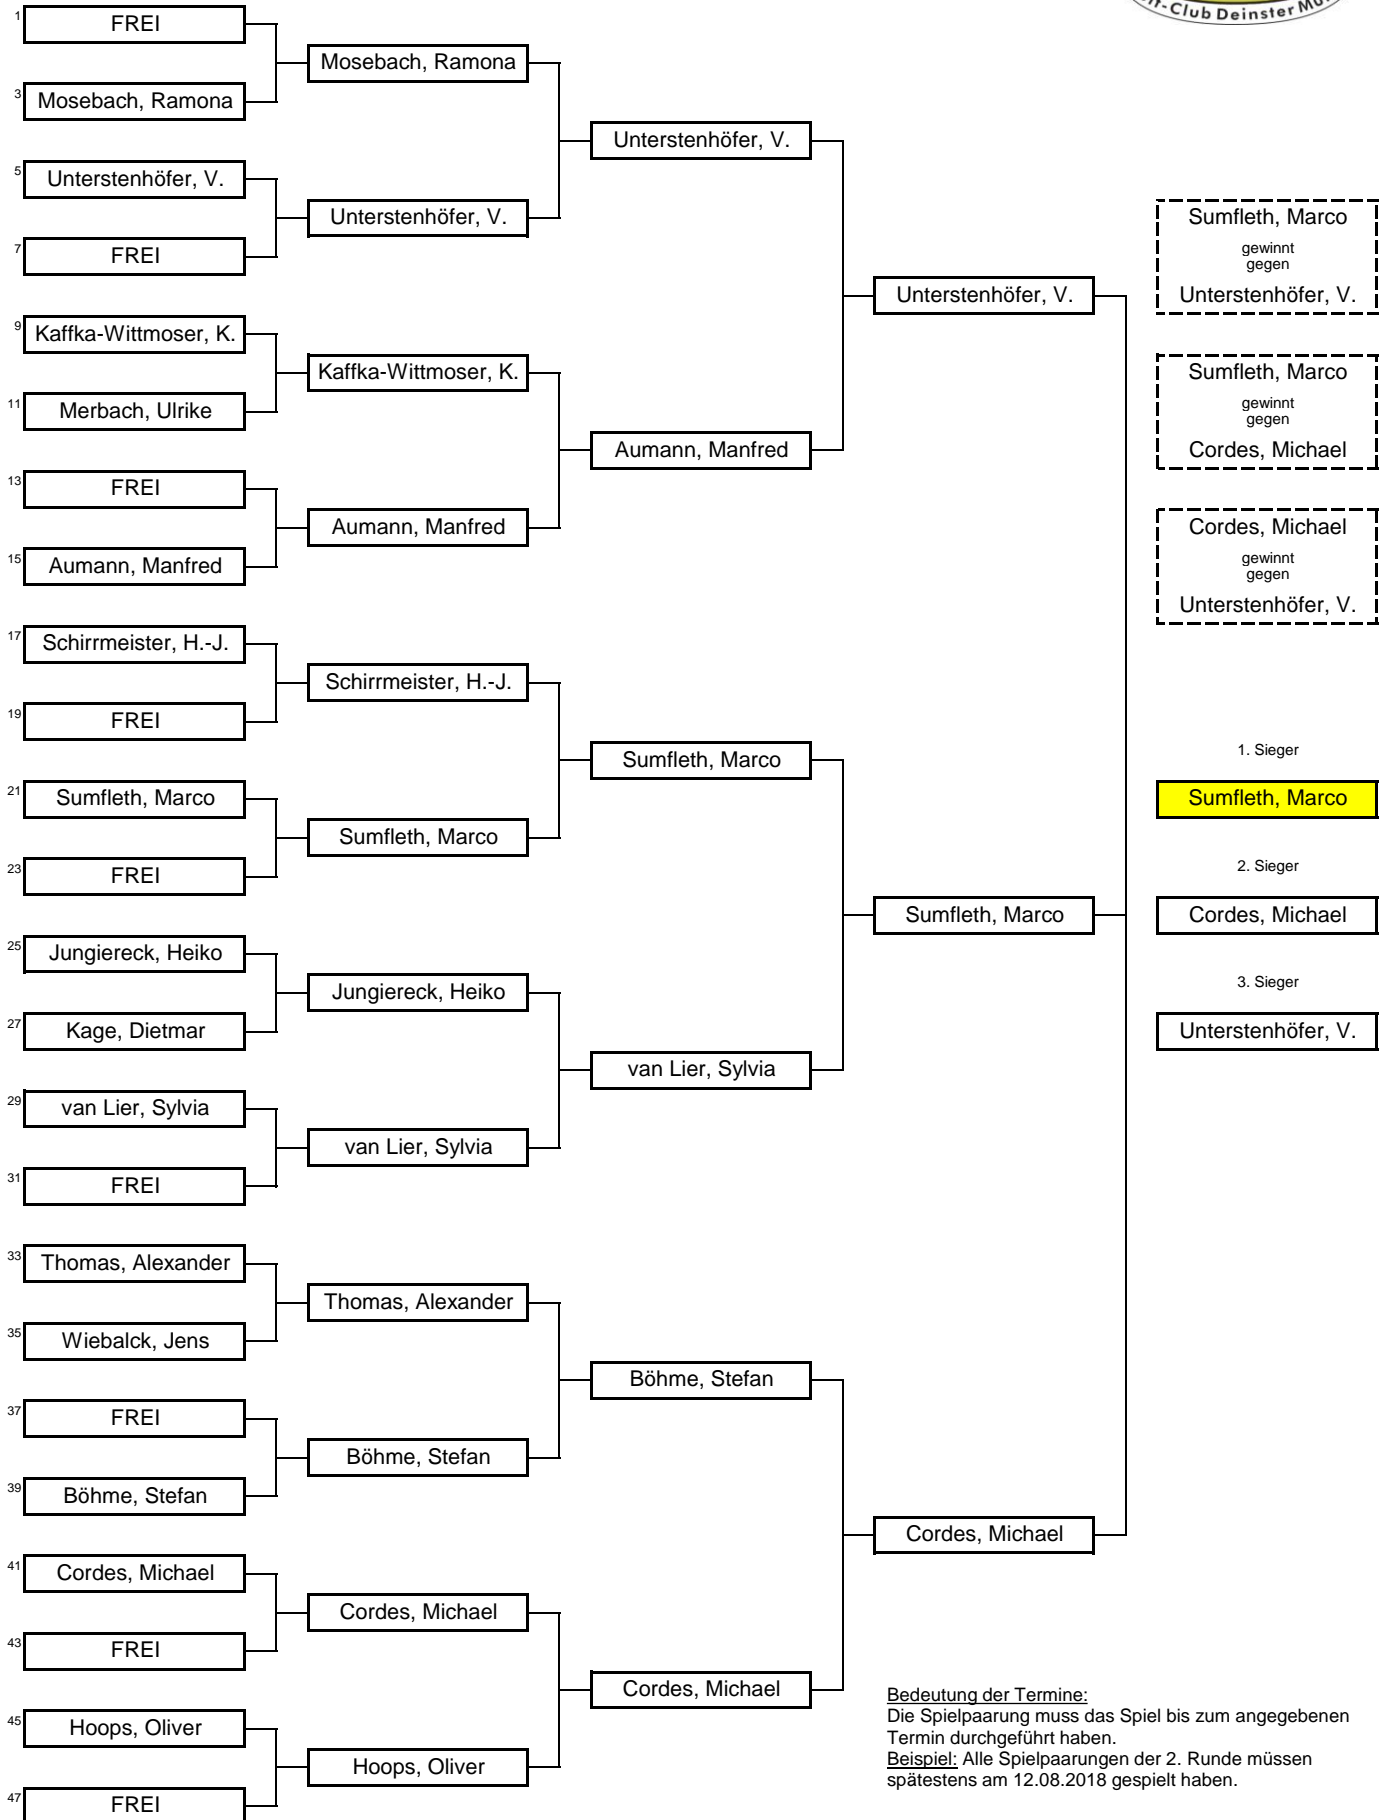 lf-Club Deinster Mü
1 FREI
3 Mosebach, Ramona
5 Unterstenhöfer, V.
7 FREI
9 Kaffka-Wittmoser, K.
11 Merbach, Ulrike
13 FREI
15 Aumann, Manfred
17 Schirrmeister, H.-J.
19 FREI
21 Sumfleth, Marco
23 FREI
25 Jungiereck, Heiko
27 Kage, Dietmar
29 van Lier, Sylvia
31 FREI
33 Thomas, Alexander
35 Wiebalck, Jens
37 FREI
39 Böhme, Stefan
41 Cordes, Michael
43 FREI
45 Hoops, Oliver
47 FREI
Mosebach, Ramona
Unterstenhöfer, V.
Kaffka-Wittmoser, K.
Aumann, Manfred
Schirrmeister, H.-J.
Sumfleth, Marco
Jungiereck, Heiko
van Lier, Sylvia
Thomas, Alexander
Böhme, Stefan
Cordes, Michael
Hoops, Oliver
Unterstenhöfer, V.
Aumann, Manfred
Sumfleth, Marco
van Lier, Sylvia
Böhme, Stefan
Cordes, Michael
Unterstenhöfer, V.
Sumfleth, Marco
Cordes, Michael
Sumfleth, Marco
gewinnt
gegen
Unterstenhöfer, V.
Sumfleth, Marco
gewinnt
gegen
Cordes, Michael
Cordes, Michael
gewinnt
gegen
Unterstenhöfer, V.
1. Sieger
Sumfleth, Marco
2. Sieger
Cordes, Michael
3. Sieger
Unterstenhöfer, V.
Bedeutung der Termine:
Die Spielpaarung muss das Spiel bis zum angegebenen
Termin durchgeführt haben.
Beispiel: Alle Spielpaarungen der 2. Runde müssen
spätestens am 12.08.2018 gespielt haben.